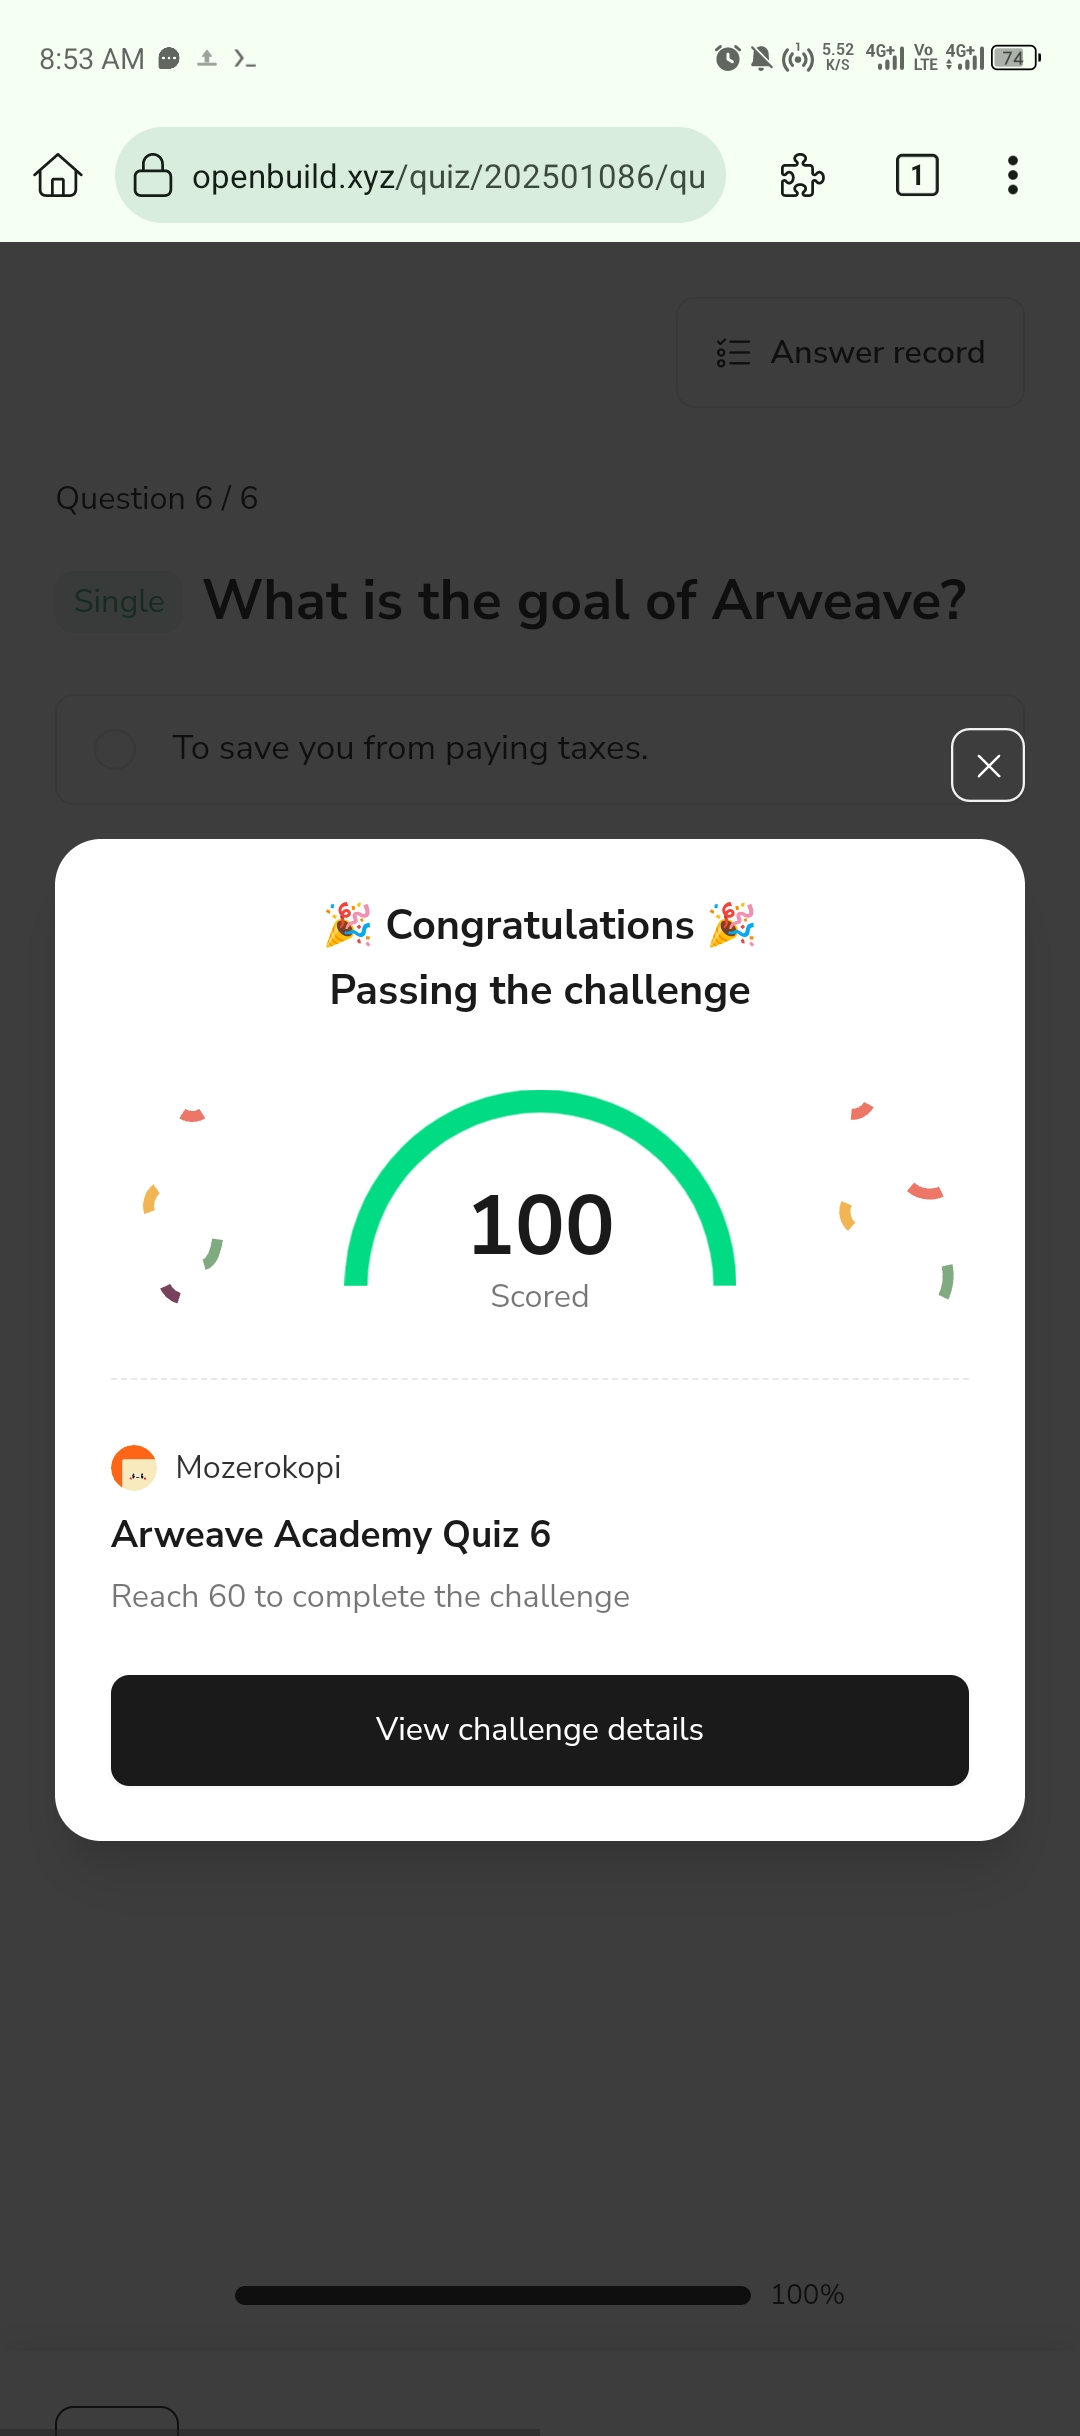 8:53 AM
5.52 K/S 4G+ Vo LTE 4G+ 74
openbuild.xyz/quiz/202501086/qu
1
Answer record
Question 6 / 6
Single What is the goal of Arweave?
To save you from paying taxes.
🎉 Congratulations 🎉
Passing the challenge
100
Scored
Mozerokopi
Arweave Academy Quiz 6
Reach 60 to complete the challenge
View challenge details
100%